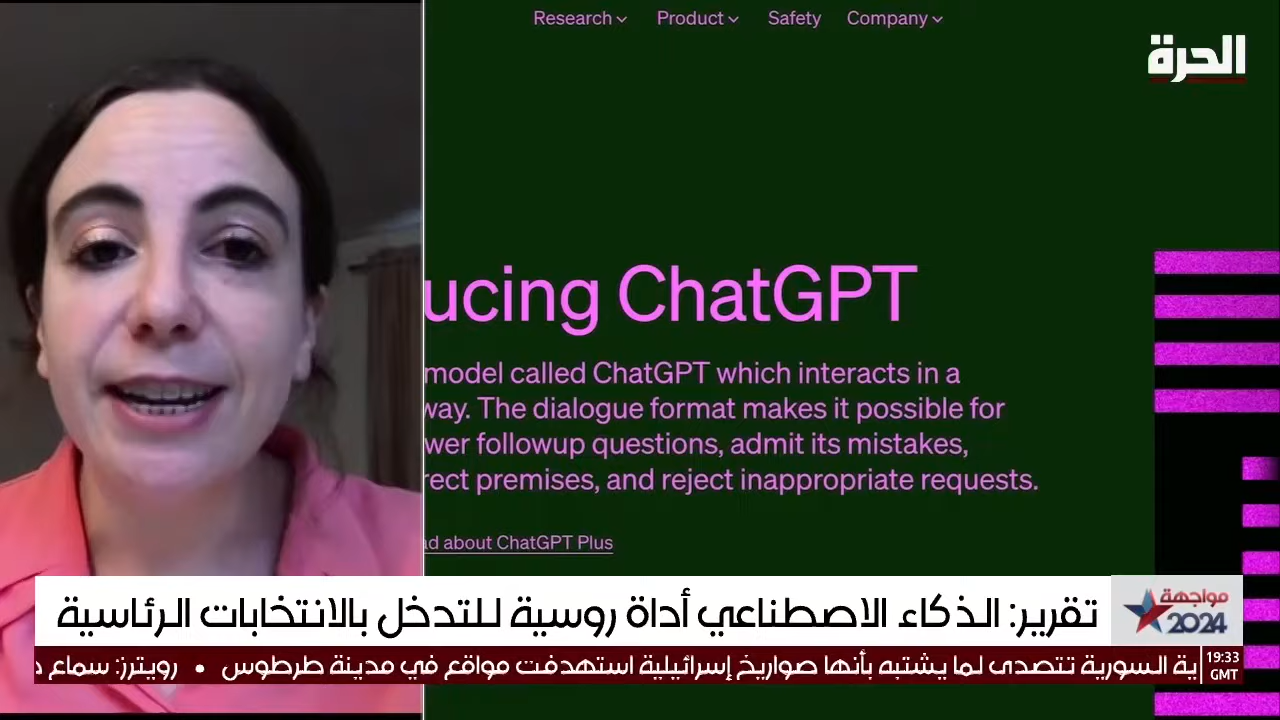 Research Product Safety Company
الحرة
ucing ChatGPT
model called ChatGPT which interacts in a
way. The dialogue format makes it possible for
wer followup questions, admit its mistakes,
rect premises, and reject inappropriate requests.
ad about ChatGPT Plus
مواجهة
2024
تقرير: الذكاء الاصطناعي أداة روسية للتدخل بالانتخابات الرئاسية
19:33
GMT
ية السورية تتصدى لما يشتبه بأنها صواريخ إسرائيلية استهدفت مواقع في مدينة طرطوس • رويترز: سماع د